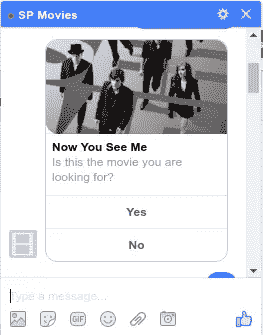 SP Movies
Now You See Me
Is this the movie you are
looking for?
Yes
No
Type a message...
GIF